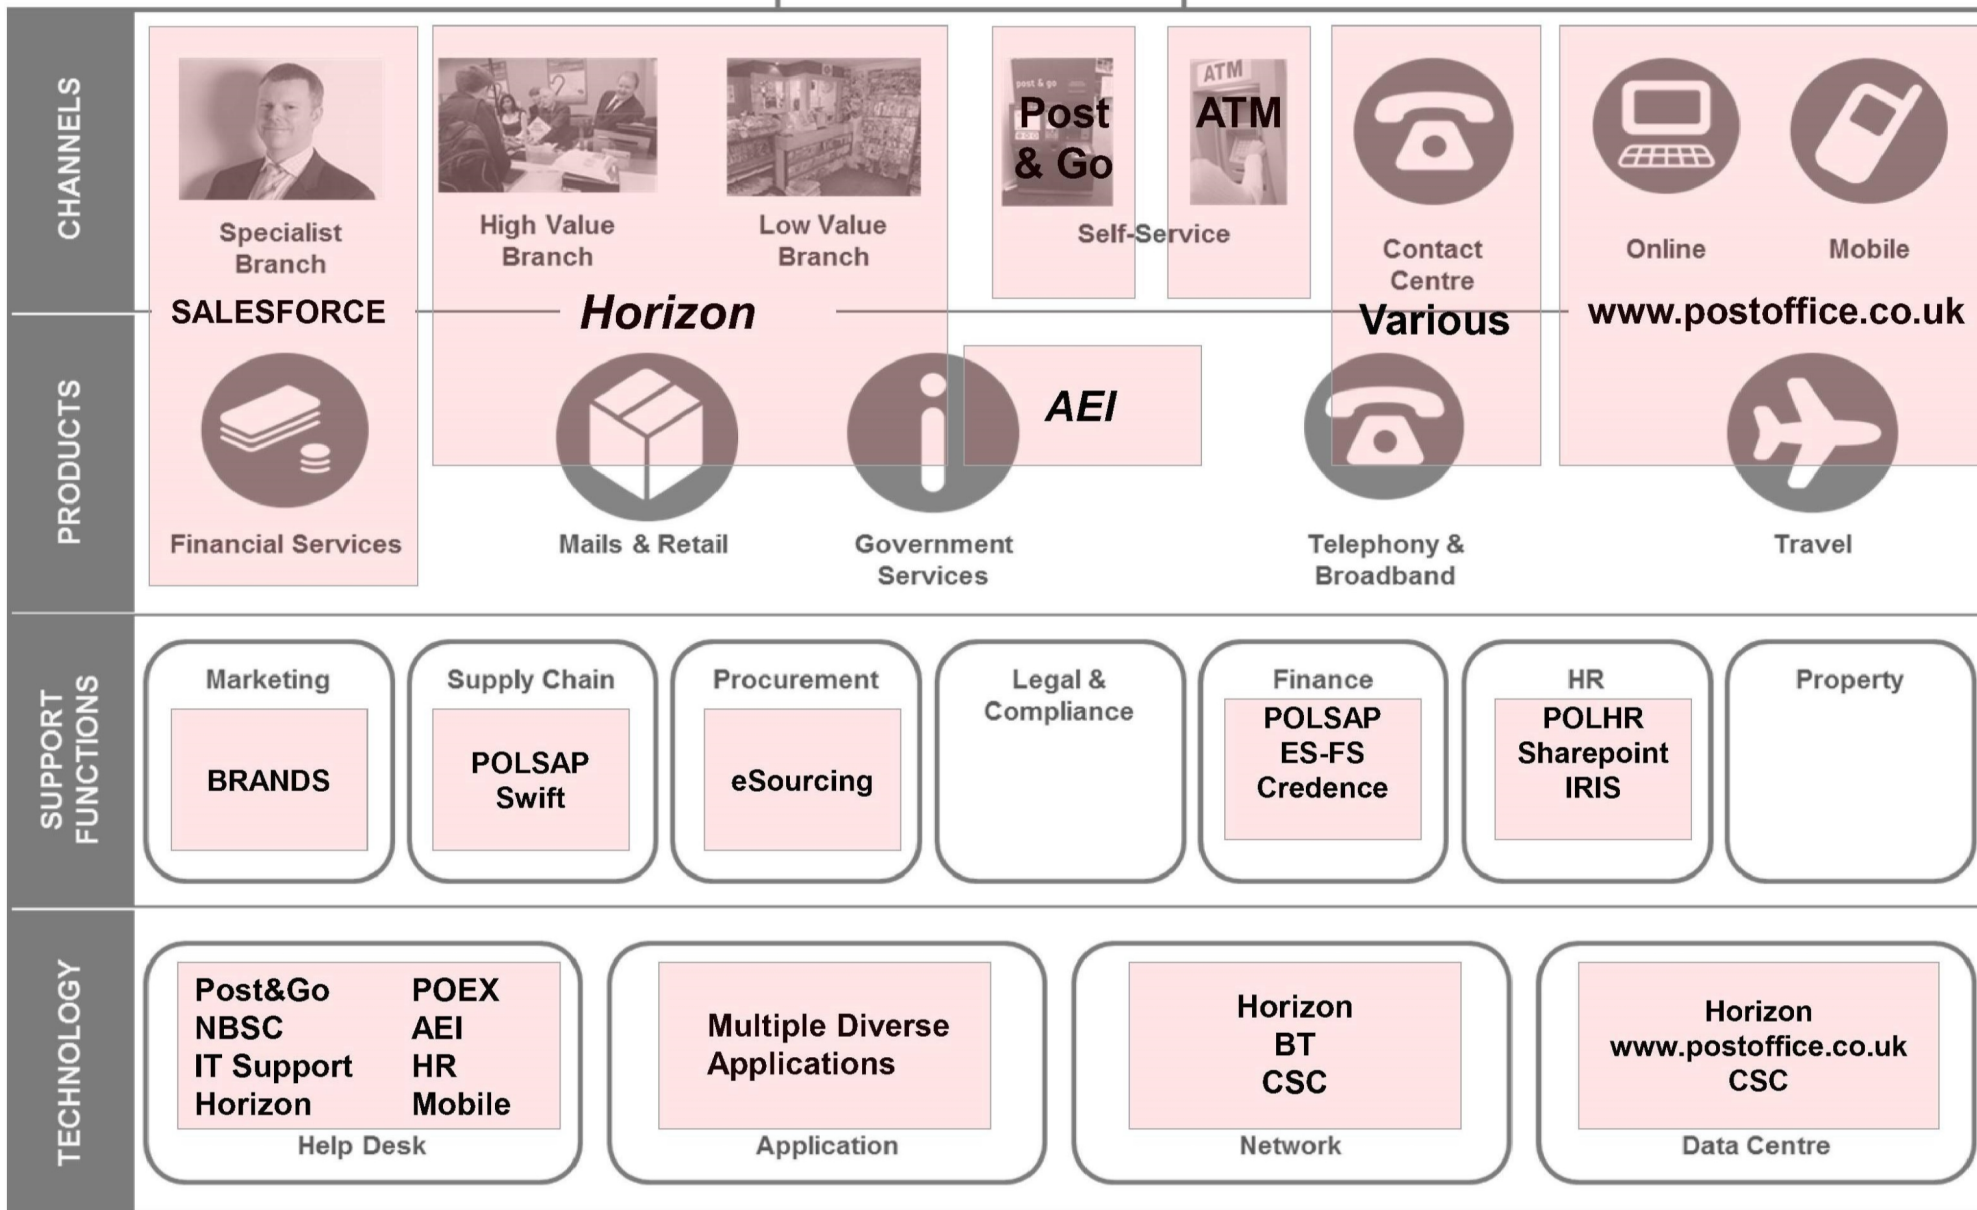 CHANNELS
post & go
Post
& Go
ATM
ATM
Specialist
Branch
High Value
Branch
Low Value
Branch
Self-Service
Contact
Centre
Online
Mobile
SALESFORCE
Horizon
Various
www.postoffice.co.uk
PRODUCTS
AEI
Financial Services
Mails & Retail
Government
Services
Telephony &
Broadband
Travel
SUPPORT
FUNCTIONS
Marketing
BRANDS
Supply Chain
POLSAP
Swift
Procurement
eSourcing
Legal &
Compliance
Finance
POLSAP
ES-FS
Credence
HR
POLHR
Sharepoint
IRIS
Property
TECHNOLOGY
Post&Go POEX
NBSC AEI
IT Support HR
Horizon Mobile
Help Desk
Multiple Diverse
Applications
Application
Horizon
BT
CSC
Network
Horizon
www.postoffice.co.uk
CSC
Data Centre